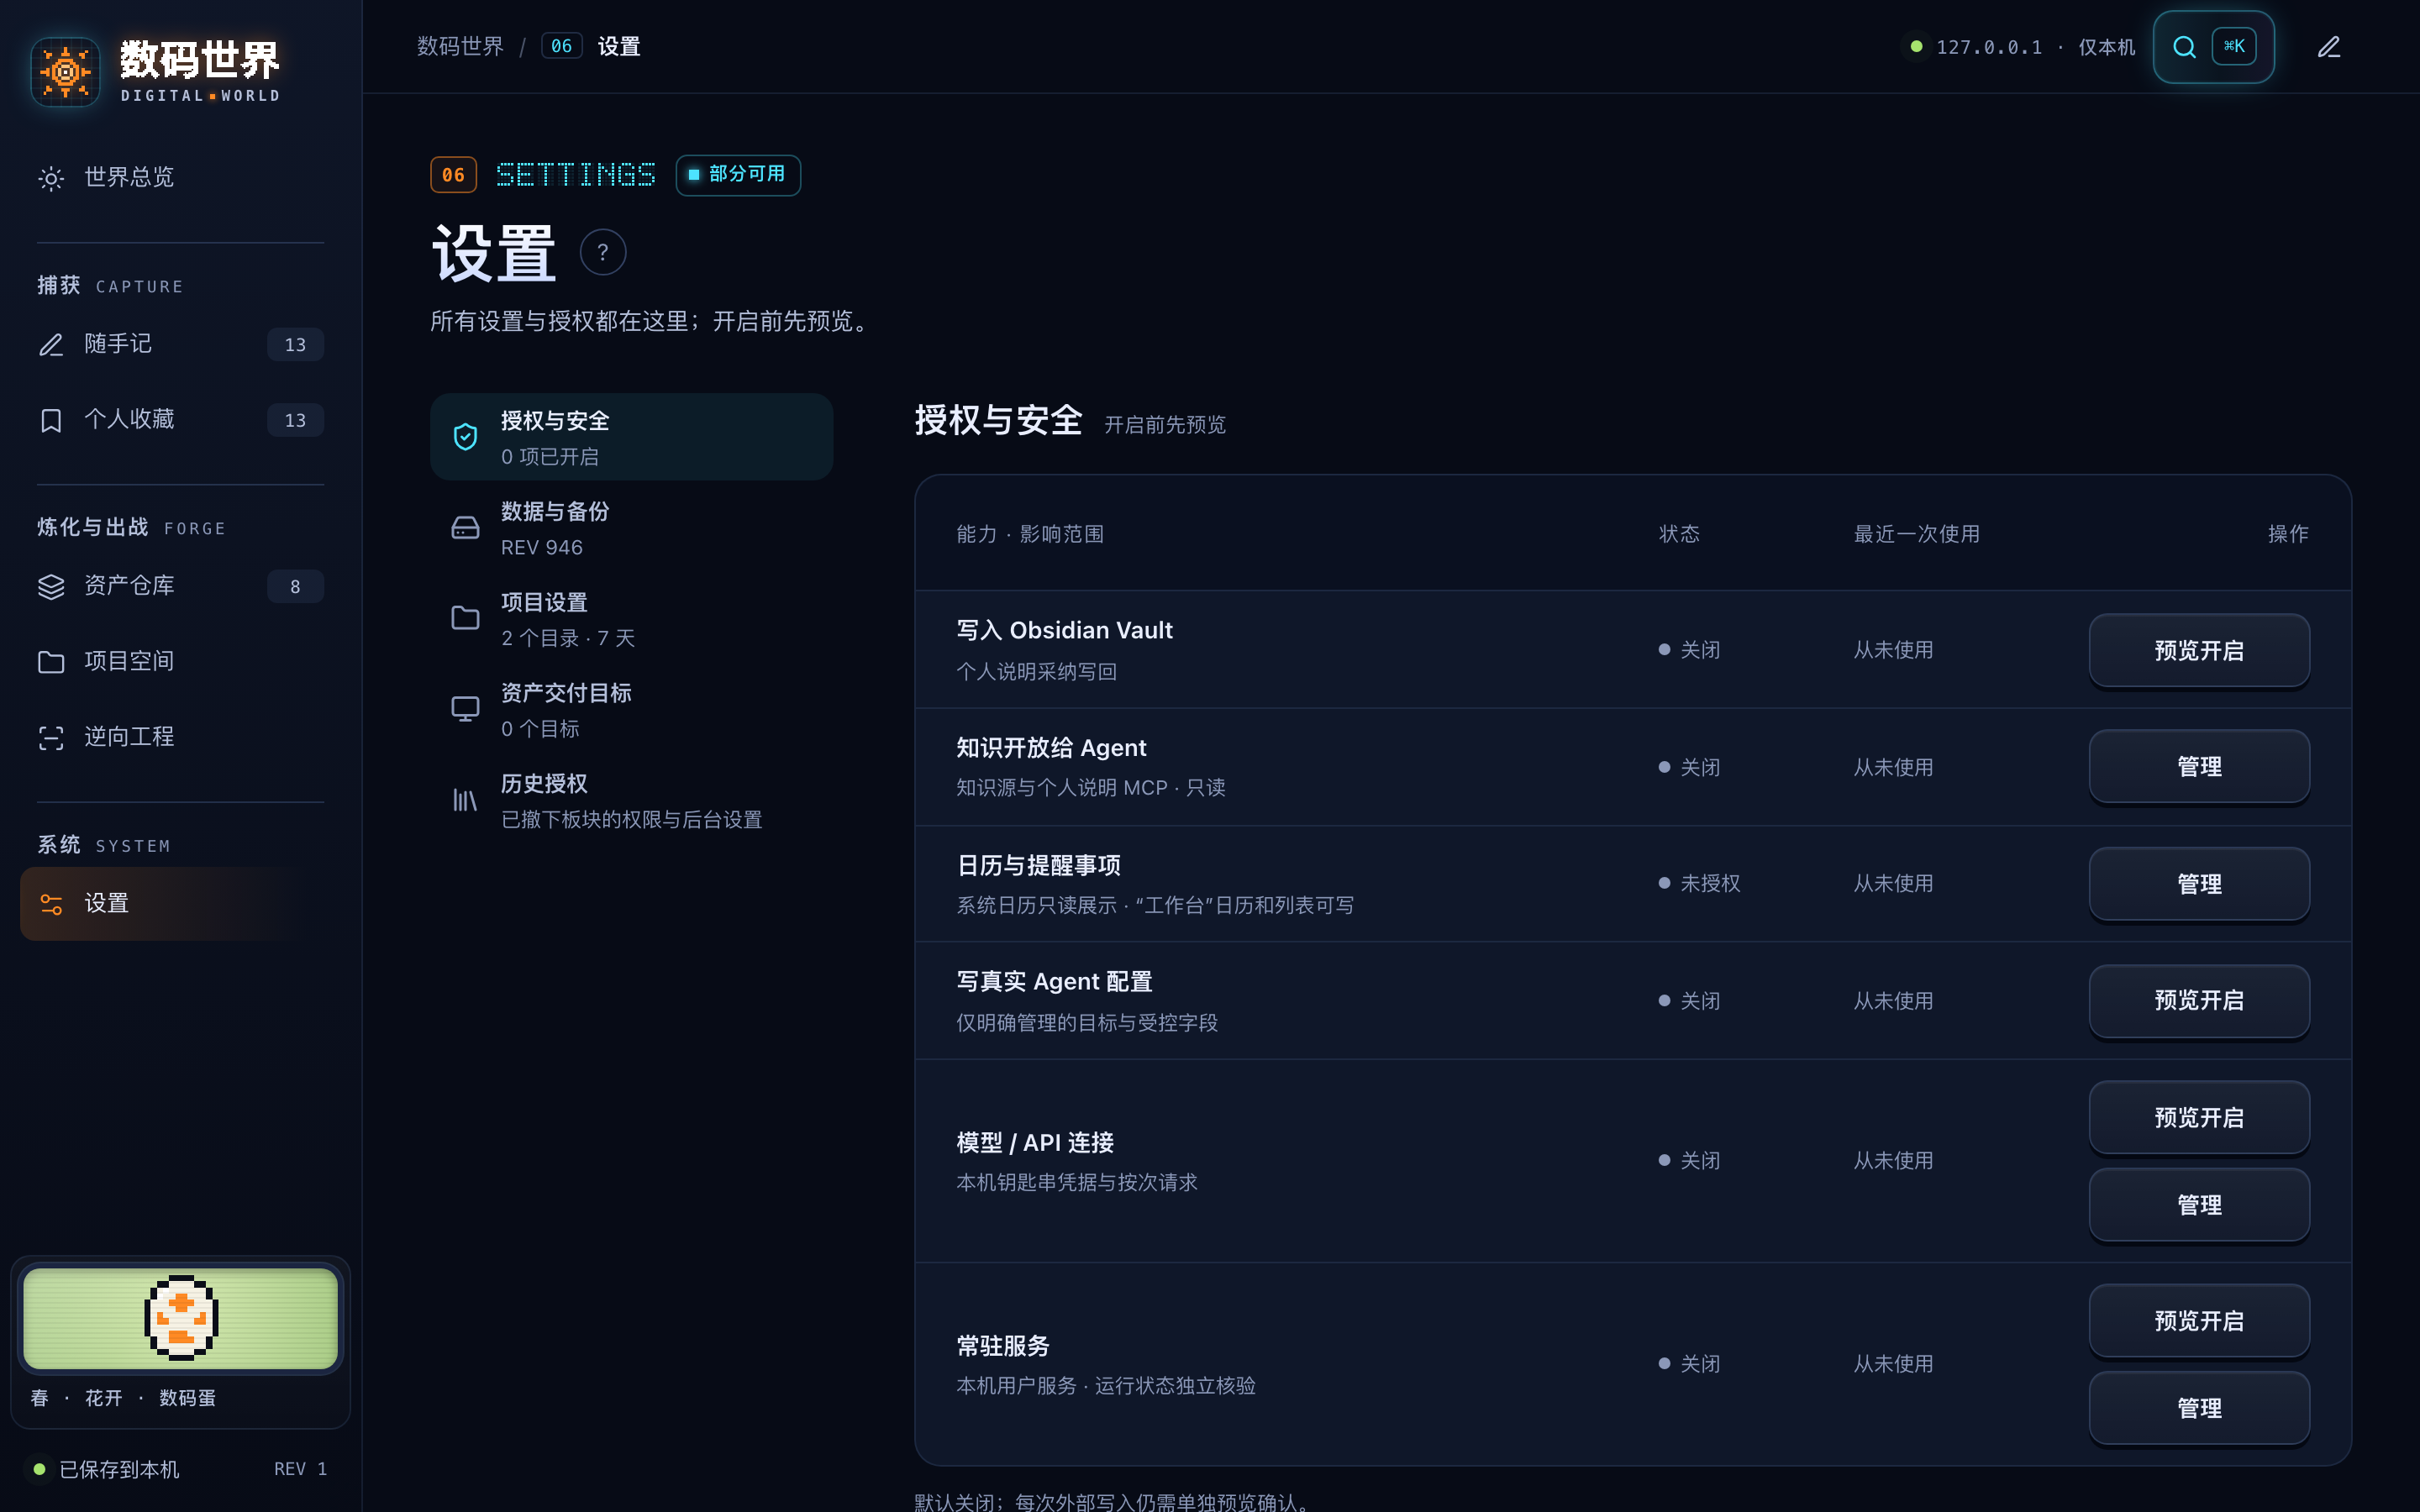 数码世界
DIGITAL WORLD
世界总览
捕获 CAPTURE
随手记 13
个人收藏 13
炼化与出战 FORGE
资产仓库 8
项目空间
逆向工程
系统 SYSTEM
设置
春 · 花开 · 数码蛋
已保存到本机 REV 1
数码世界 / 06 设置
127.0.0.1 · 仅本机 ⌘K
06 SETTINGS 部分可用
设置 ?
所有设置与授权都在这里；开启前先预览。
授权与安全
0 项已开启
数据与备份
REV 946
项目设置
2 个目录 · 7 天
资产交付目标
0 个目标
历史授权
已撤下板块的权限与后台设置
授权与安全 开启前先预览
能力 · 影响范围 状态 最近一次使用 操作
写入 Obsidian Vault
个人说明采纳写回
关闭 从未使用 预览开启
知识开放给 Agent
知识源与个人说明 MCP · 只读
关闭 从未使用 管理
日历与提醒事项
系统日历只读展示 · “工作台”日历和列表可写
未授权 从未使用 管理
写真实 Agent 配置
仅明确管理的目标与受控字段
关闭 从未使用 预览开启
模型 / API 连接
本机钥匙串凭据与按次请求
关闭 从未使用 预览开启
管理
常驻服务
本机用户服务 · 运行状态独立核验
关闭 从未使用 预览开启
管理
默认关闭；每次外部写入仍需单独预览确认。